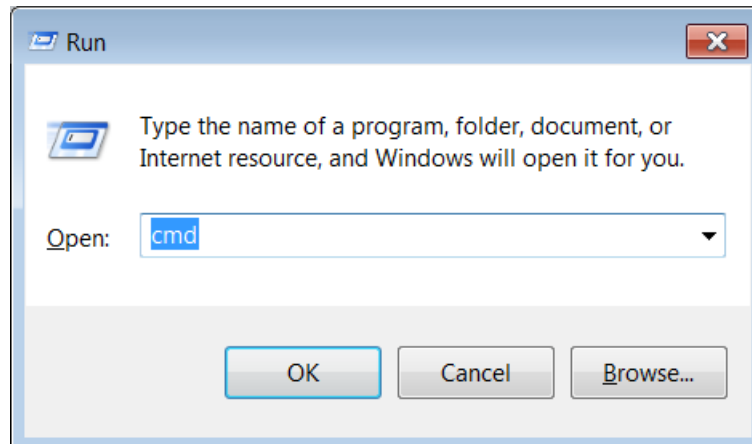 Run
Type the name of a program, folder, document, or
Internet resource, and Windows will open it for you.
Open: cmd
OK Cancel Browse...